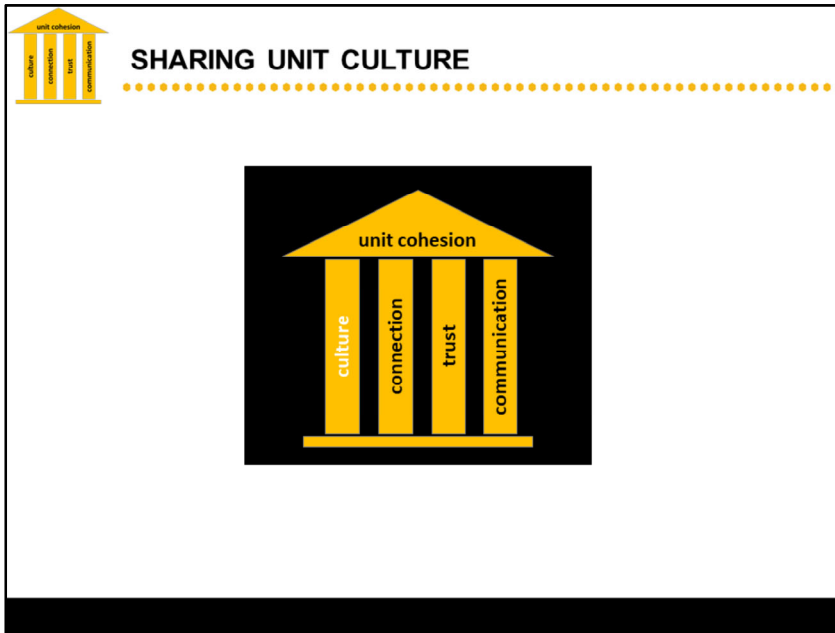 unit cohesion
culture
connection
trust
communication
SHARING UNIT CULTURE
unit cohesion
culture
connection
trust
communication